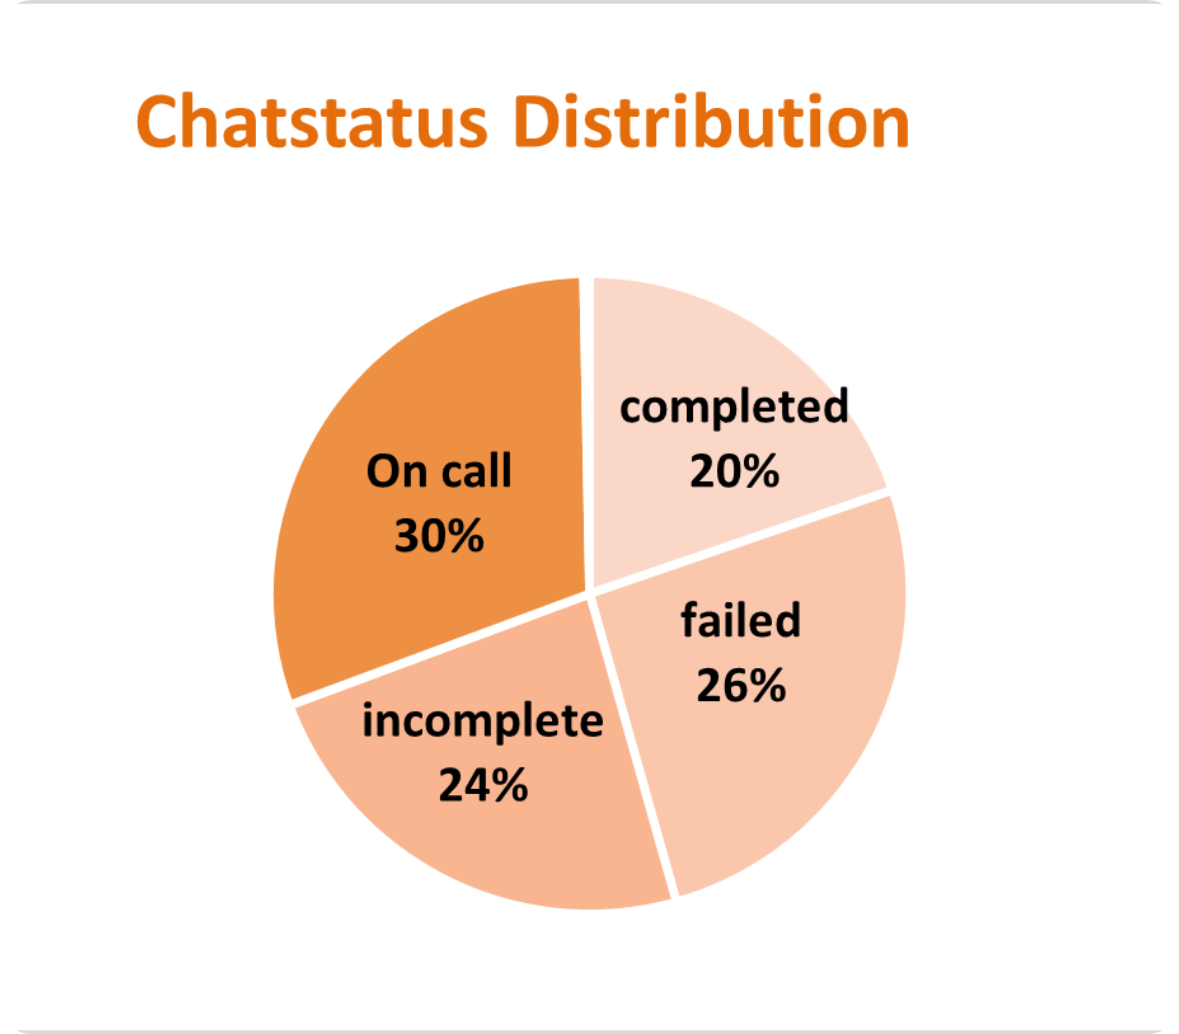 Chatstatus Distribution
completed
20%
On call
30%
failed
26%
incomplete
24%